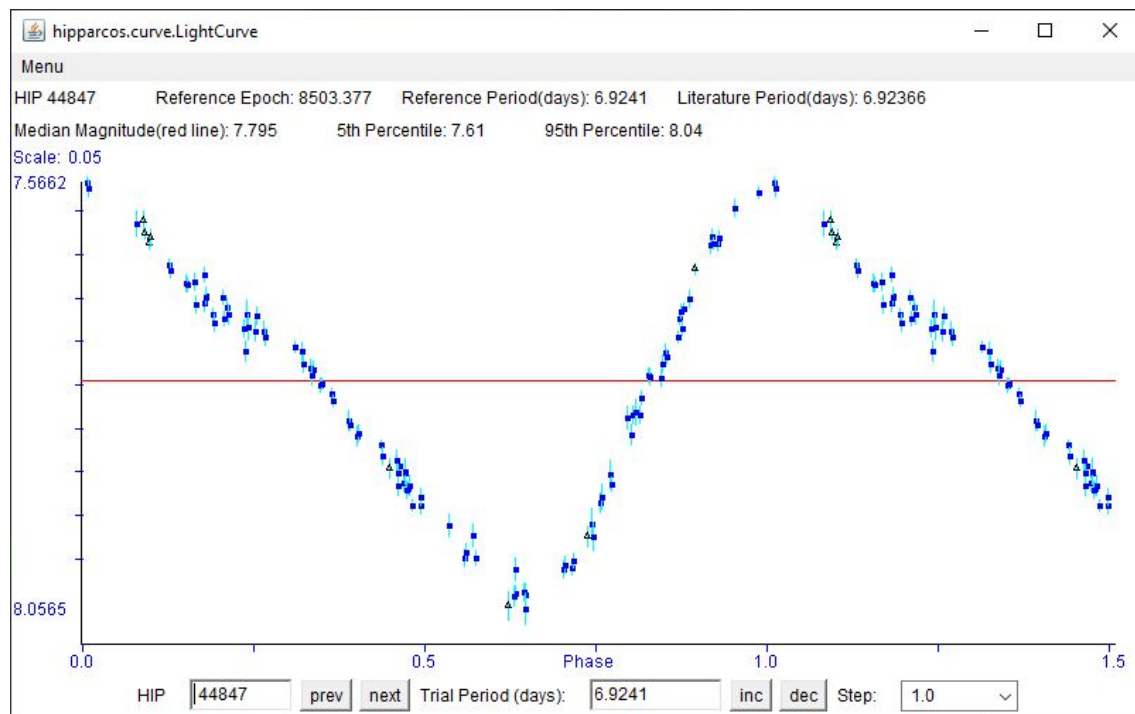 hipparcos.curve.LightCurve
Menu
HIP 44847 Reference Epoch: 8503.377 Reference Period(days): 6.9241 Literature Period(days): 6.92366
Median Magnitude(red line): 7.795 5th Percentile: 7.61 95th Percentile: 8.04
Scale: 0.05
7.5662
8.0565
0.0 0.5 Phase 1.0 1.5
HIP 44847 prev next Trial Period (days): 6.9241 inc dec Step: 1.0